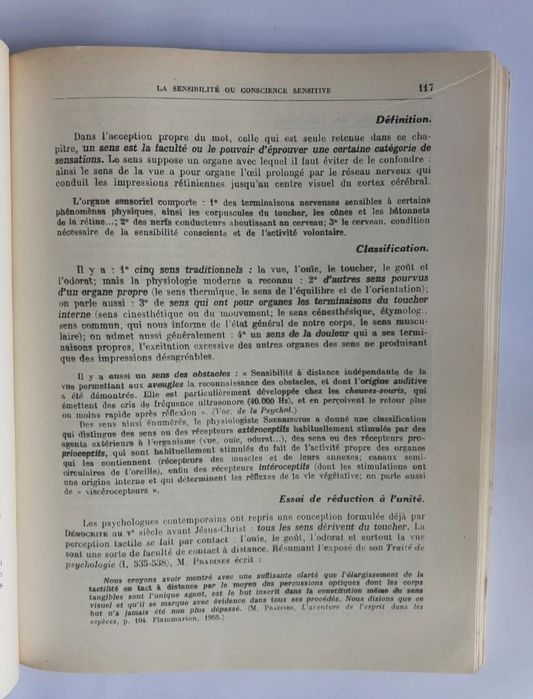 LA SENSIBILITÉ OU CONSCIENCE SENSITIVE 117
Définition.
Dans l'acception propre du mot, celle qui est seule retenue dans ce cha-
pitre, un sens est la faculté ou le pouvoir d'éprouver une certaine catégorie de
sensations. Le sens suppose un organe avec lequel il faut éviter de le confondre :
ainsi le sens de la vue a pour organe l'œil prolongé par le réseau nerveux qui
conduit les impressions rétiniennes jusqu'au centre visuel du cortex cérébral.
L'organe sensoriel comporte : 1° des terminaisons nerveuses sensibles à certains
phénomènes physiques, ainsi les corpuscules du toucher, les cônes et les bâtonnets
de la rétine...; 2° des nerfs conducteurs aboutissant au cerveau; 3° le cerveau, condition
nécessaire de la sensibilité consciente et de l'activité volontaire.
Classification.
Il y a : 1° cinq sens traditionnels : la vue, l'ouïe, le toucher, le goût et
l'odorat; mais la physiologie moderne a reconnu : 2° d'autres sens pourvus
d'un organe propre (le sens thermique, le sens de l'équilibre et de l'orientation);
on parle aussi : 3° de sens qui ont pour organes les terminaisons du toucher
interne (sens cinesthétique ou du mouvement; le sens cénesthésique, étymolog..
sens commun, qui nous informe de l'état général de notre corps, le sens muscu-
laire); on admet aussi généralement : 4° un sens de la douleur qui a ses termi-
naisons propres, l'excitation excessive des autres organes des sens ne produisant
que des impressions désagréables.
Il y a aussi un sens des obstacles : « Sensibilité à distance indépendante de la
vue permettant aux aveugles la reconnaissance des obstacles, et dont l'origine auditive
a été démontrée. Elle est particulièrement développée chez les chauves-souris, qui
émettent des cris de fréquence ultrasonore (40.000 Hz), et en perçoivent le retour plus
ou moins rapide après réflexion ». (Voc. de la Psychol.)
Des sens ainsi énumérés, le physiologiste SHERRINGTON a donné une classification
qui distingue des sens ou des récepteurs extéroceptifs habituellement stimulés par des
agents extérieurs à l'organisme (vue, ouïe, odorat...), des sens ou des récepteurs pro-
prioceptifs, qui sont habituellement stimulés du fait de l'activité propre des organes
qui les contiennent (récepteurs des muscles et de leurs annexes; canaux semi-
circulaires de l'oreille), enfin des récepteurs intéroceptifs (dont les stimulations ont
une origine interne et qui déterminent les réflexes de la vie végétative; on parle aussi
de « viscérocepteurs ».
Essai de réduction à l'unité.
Les psychologues contemporains ont repris une conception formulée déjà par
DÉMOCRITE au Vᵉ siècle avant Jésus-Christ : tous les sens dérivent du toucher. La
perception tactile se fait par contact : l'ouïe, le goût, l'odorat et surtout la vue
sont une sorte de faculté de contact à distance. Résumant l'exposé de son Traité de
psychologie (I, 535-538), M. PRADINES écrit :
Nous croyons avoir montré avec une suffisante clarté que l'élargissement de la
tactilité en tact à distance par le moyen des percussions optiques dont les corps
tangibles sont l'unique agent, est le but inscrit dans la constitution même du sens
visuel et qu'il se marque avec évidence dans tous ses procédés. Nous disions que ce
but n'a jamais été non plus dépassé. (M. PRADINES, L'aventure de l'esprit dans les
espèces, p. 104. Flammarion, 1955.)